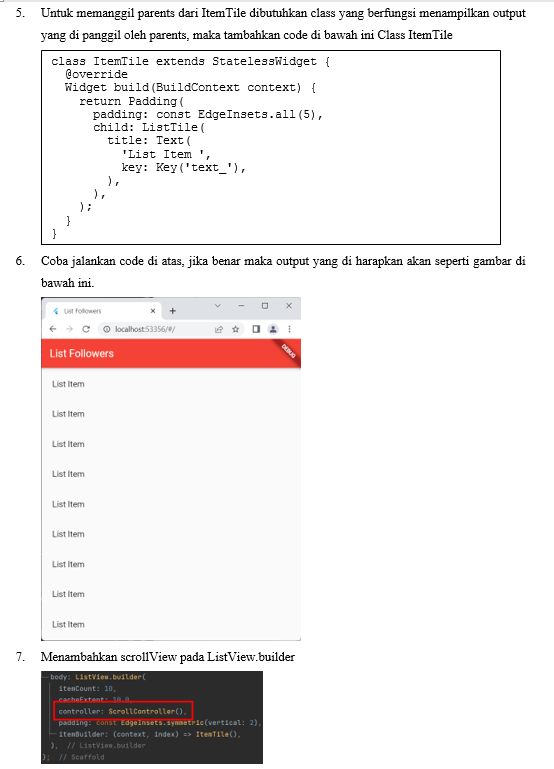 5. Untuk memanggil parents dari ItemTile dibutuhkan class yang berfungsi menampilkan output
yang di panggil oleh parents, maka tambahkan code di bawah ini Class ItemTile
class ItemTile extends StatelessWidget {
@override
Widget build(BuildContext context) {
return Padding(
padding: const EdgeInsets.all(5),
child: ListTile(
title: Text(
'List Item ',
key: Key('text_'),
),
),
);
}
}
6. Coba jalankan code di atas, jika benar maka output yang di harapkan akan seperti gambar di
bawah ini.
List followers
localhost:53356/#/
List Followers
DEBUG
List Item
List Item
List Item
List Item
List Item
List Item
List Item
List Item
List Item
7. Menambahkan scrollView pada ListView.builder
body: ListView.builder(
itemCount: 10,
cacheExtent: 10.0,
controller: ScrollController(),
padding: const EdgeInsets.symmetric(vertical: 2),
itemBuilder: (context, index) => ItemTile(),
), // ListView.builder
); // Scaffold